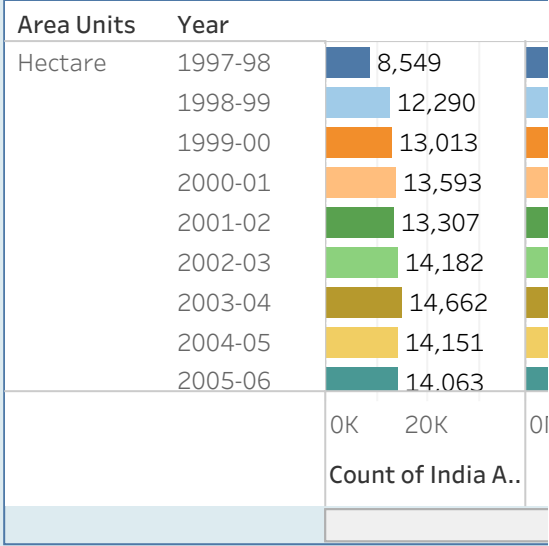 Area Units Year
Hectare 1997-98 8,549
1998-99 12,290
1999-00 13,013
2000-01 13,593
2001-02 13,307
2002-03 14,182
2003-04 14,662
2004-05 14,151
2005-06 14,063
0K 20K
Count of India A..